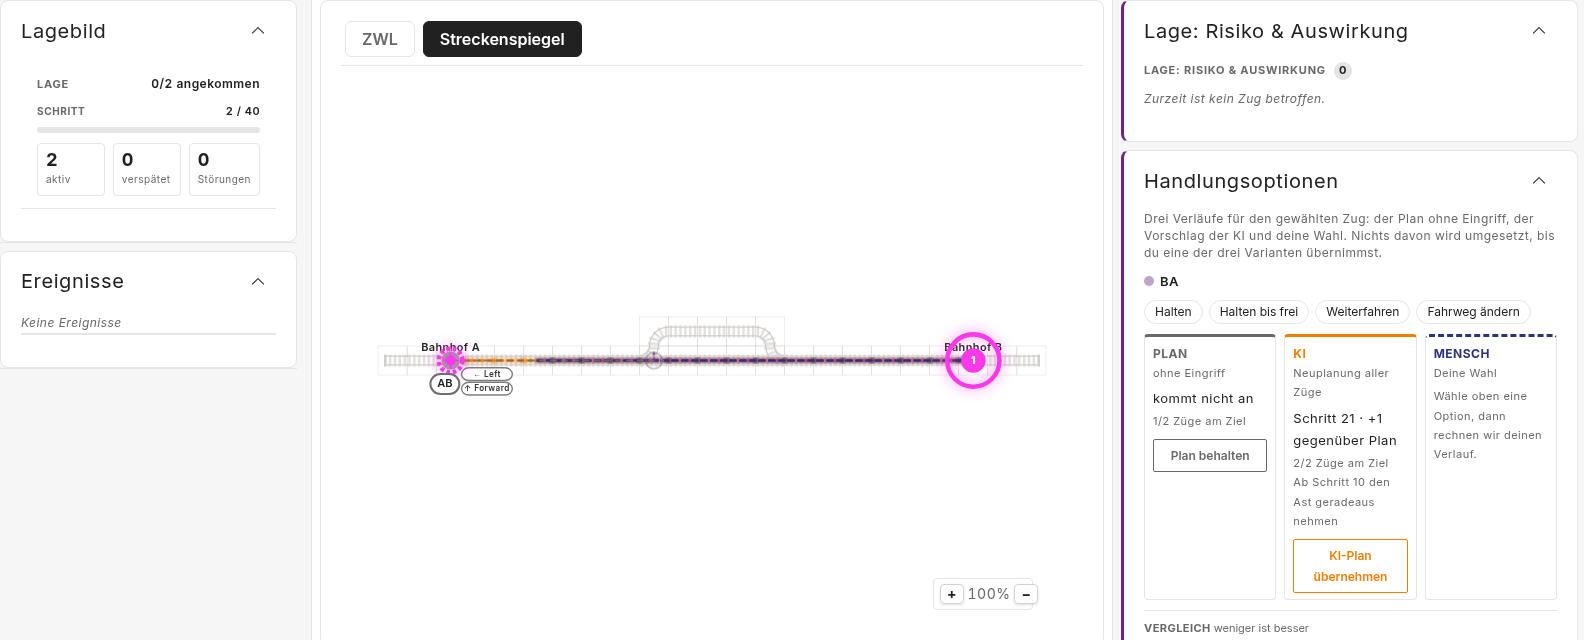 Lagebild
LAGE 0/2 angekommen
SCHRITT 2 / 40
2 0 0
aktiv verspätet Störungen
Ereignisse
Keine Ereignisse
ZWL Streckenspiegel
Bahnhof A Bahnhof B
1
← Left
AB ↑ Forward
+ 100% −
Lage: Risiko & Auswirkung
LAGE: RISIKO & AUSWIRKUNG 0
Zurzeit ist kein Zug betroffen.
Handlungsoptionen
Drei Verläufe für den gewählten Zug: der Plan ohne Eingriff, der
Vorschlag der KI und deine Wahl. Nichts davon wird umgesetzt, bis
du eine der drei Varianten übernimmst.
BA
Halten Halten bis frei Weiterfahren Fahrweg ändern
PLAN
ohne Eingriff
kommt nicht an
1/2 Züge am Ziel
Plan behalten
KI
Neuplanung aller
Züge
Schritt 21 · +1
gegenüber Plan
2/2 Züge am Ziel
Ab Schritt 10 den
Ast geradeaus
nehmen
KI-Plan
übernehmen
MENSCH
Deine Wahl
Wähle oben eine
Option, dann
rechnen wir deinen
Verlauf.
VERGLEICH weniger ist besser